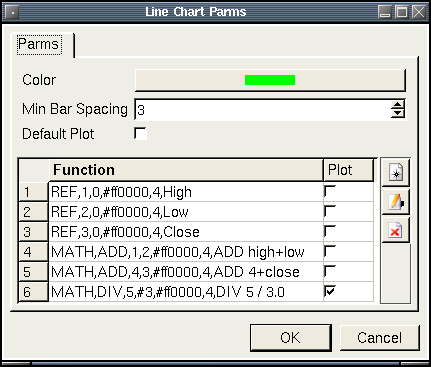 Line Chart Parms
Parms
Color
Min Bar Spacing 3
Default Plot
Function Plot
1 REF,1,0,#ff0000,4,High
2 REF,2,0,#ff0000,4,Low
3 REF,3,0,#ff0000,4,Close
4 MATH,ADD,1,2,#ff0000,4,ADD high+low
5 MATH,ADD,4,3,#ff0000,4,ADD 4+close
6 MATH,DIV,5,#3,#ff0000,4,DIV 5 / 3.0
OK Cancel